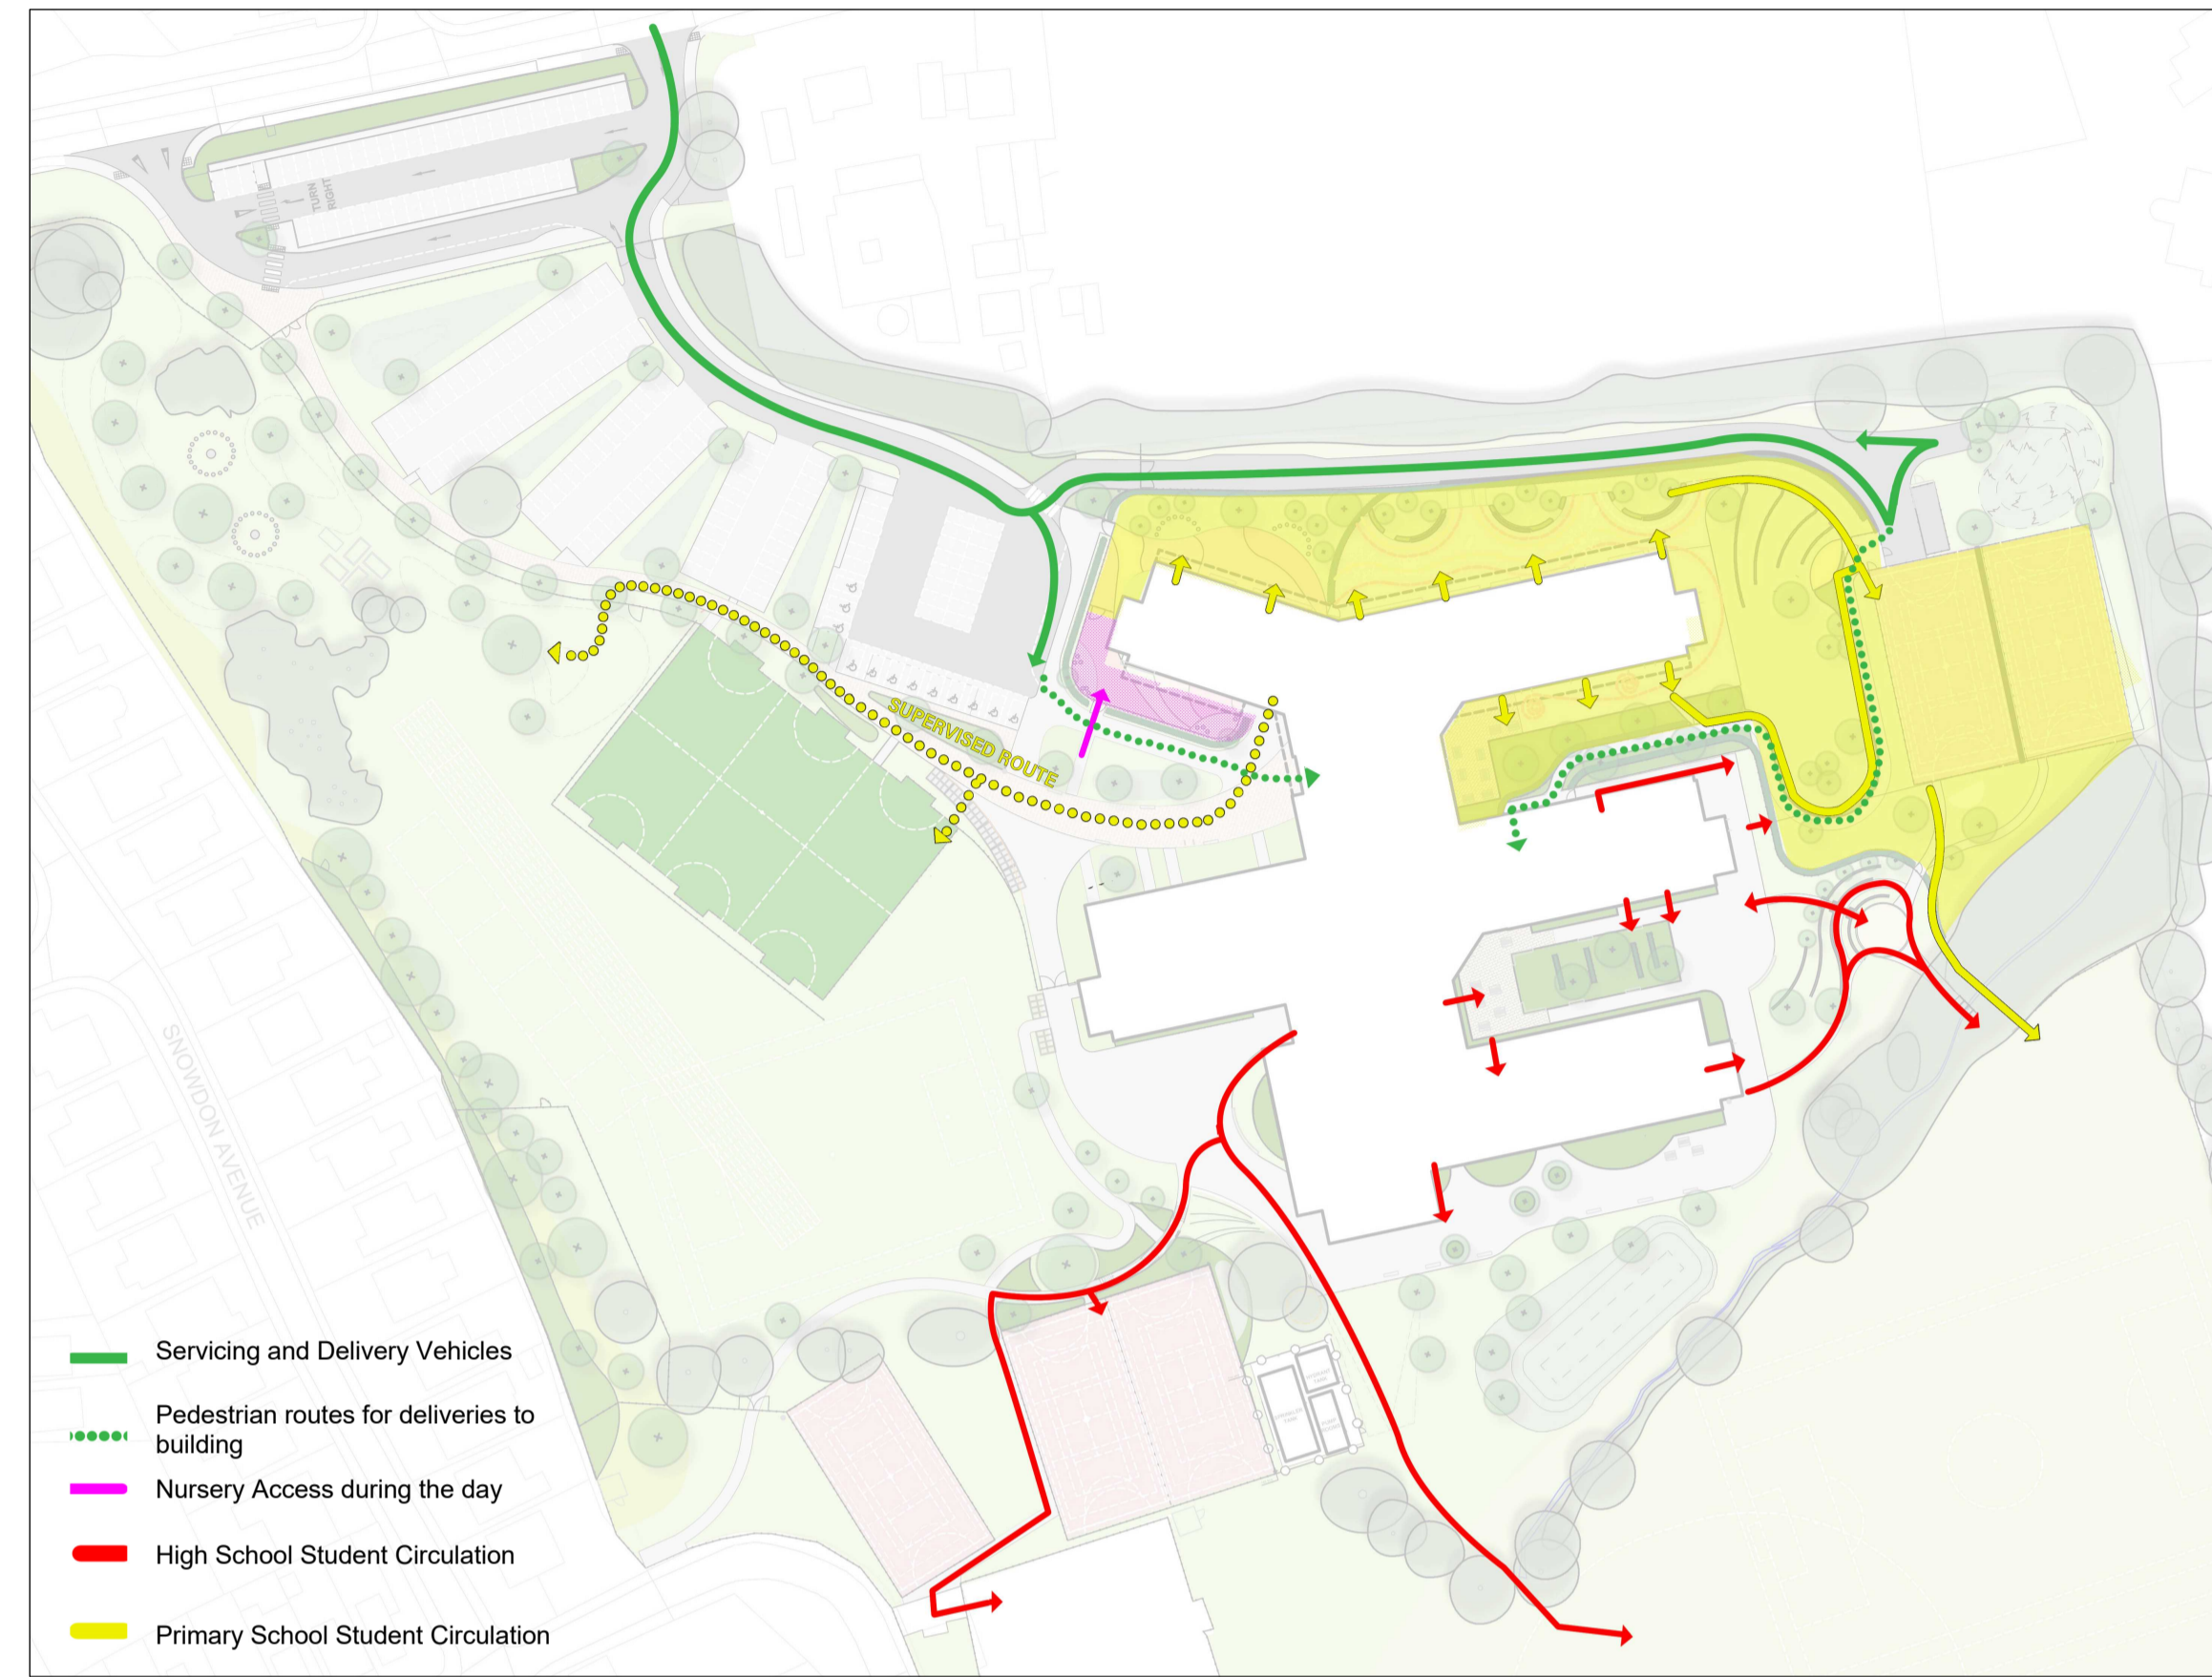 TURN
RIGHT
SUPERVISED ROUTE
SNOWDON AVENUE
Servicing and Delivery Vehicles
Pedestrian routes for deliveries to
building
Nursery Access during the day
High School Student Circulation
Primary School Student Circulation